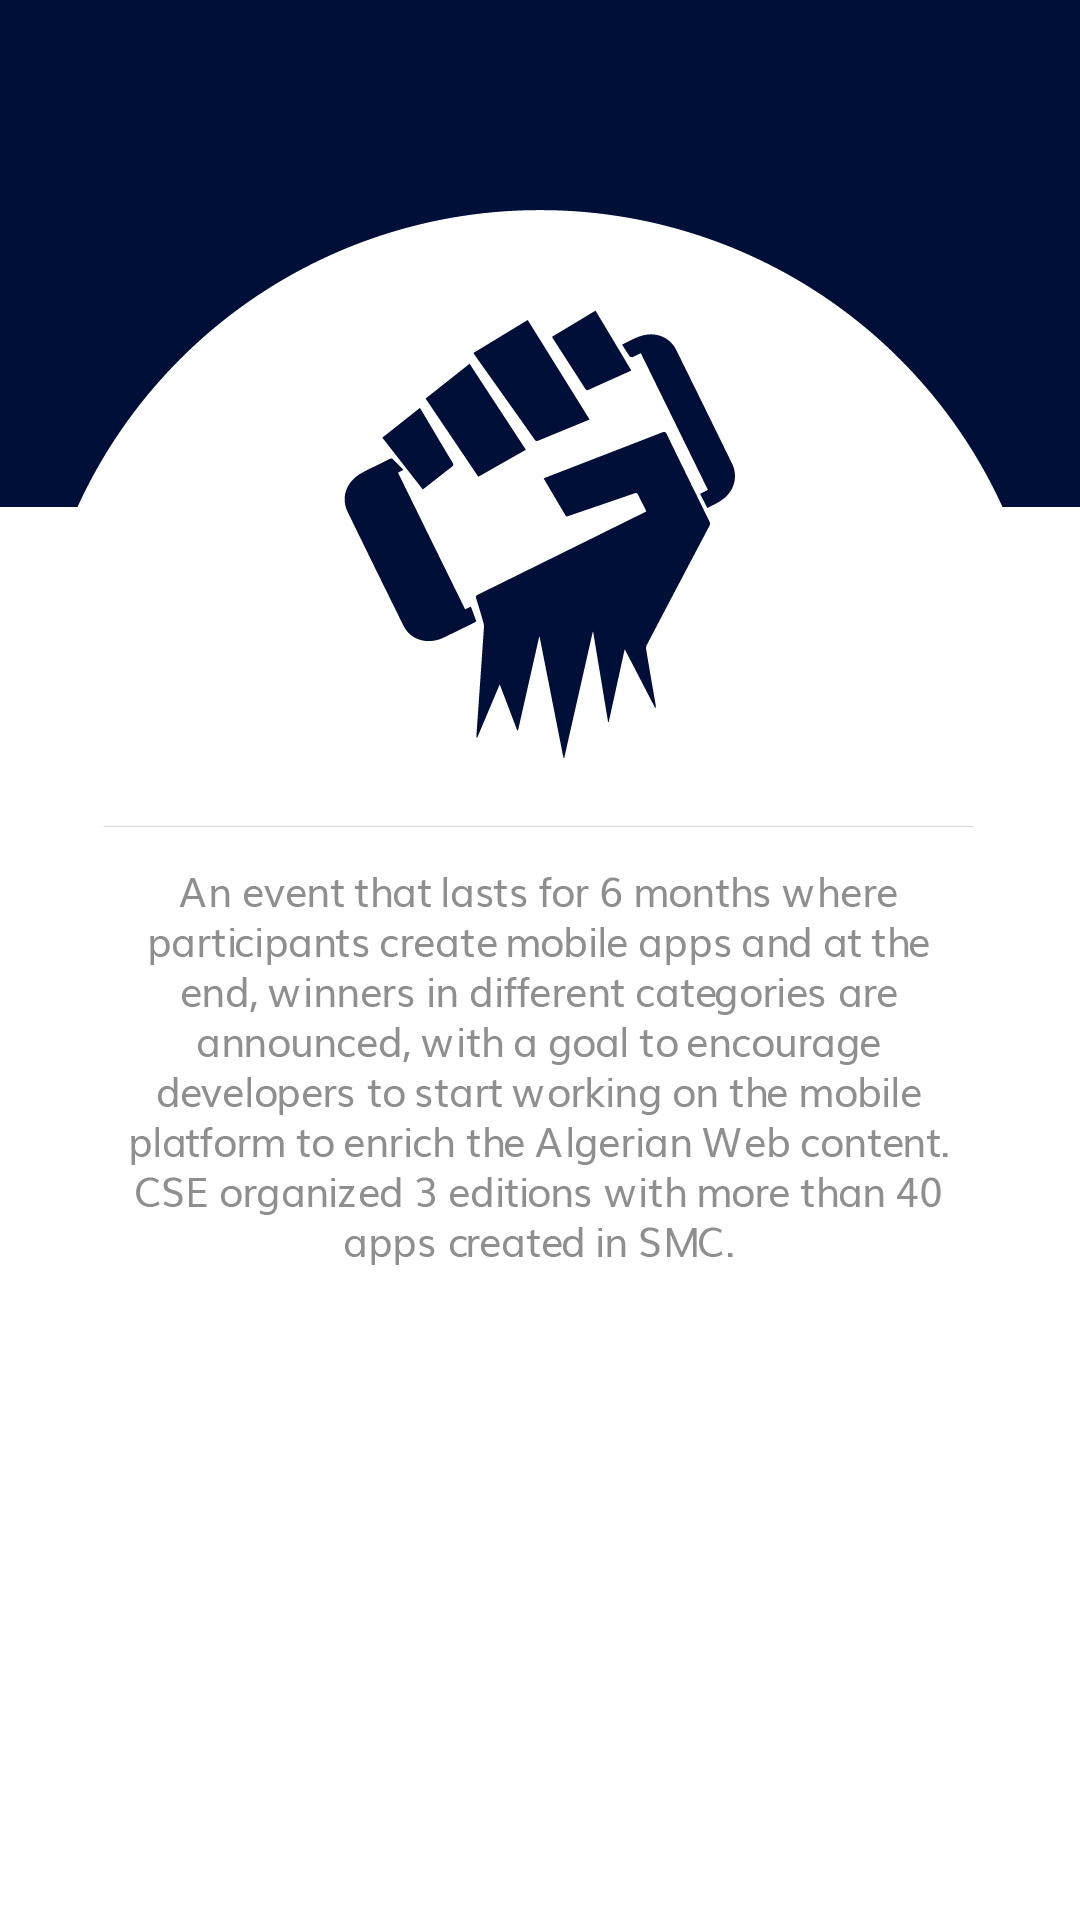 An event that lasts for 6 months where
participants create mobile apps and at the
end, winners in different categories are
announced, with a goal to encourage
developers to start working on the mobile
platform to enrich the Algerian Web content.
CSE organized 3 editions with more than 40
apps created in SMC.